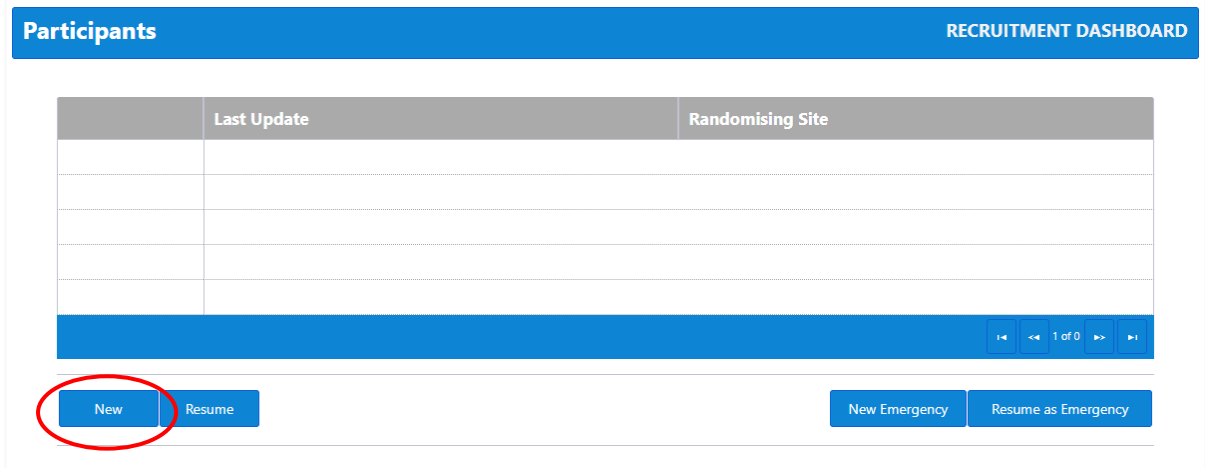 Participants RECRUITMENT DASHBOARD
Last Update Randomising Site
1 of 0
New Resume New Emergency Resume as Emergency